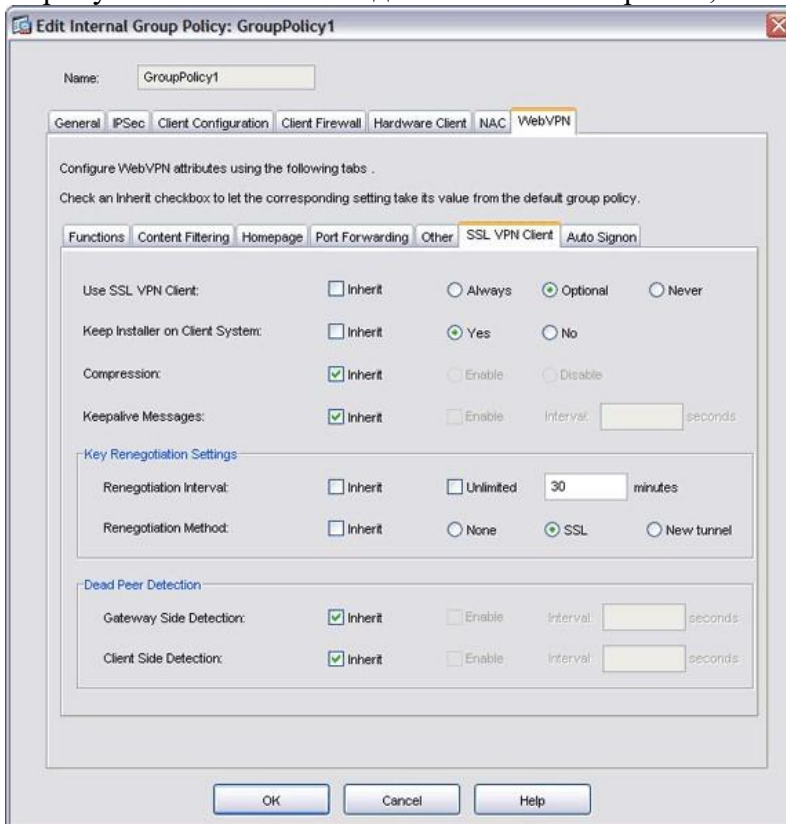 Edit Internal Group Policy: GroupPolicy1
Name: GroupPolicy1
General IPSec Client Configuration Client Firewall Hardware Client NAC WebVPN
Configure WebVPN attributes using the following tabs .
Check an Inherit checkbox to let the corresponding setting take its value from the default group policy.
Functions Content Filtering Homepage Port Forwarding Other SSL VPN Client Auto Signon
Use SSL VPN Client: Inherit Always Optional Never
Keep Installer on Client System: Inherit Yes No
Compression: Inherit Enable Disable
Keepalive Messages: Inherit Enable Interval: seconds
Key Renegotiation Settings
Renegotiation Interval: Inherit Unlimited 30 minutes
Renegotiation Method: Inherit None SSL New tunnel
Dead Peer Detection
Gateway Side Detection: Inherit Enable Interval: seconds
Client Side Detection: Inherit Enable Interval: seconds
OK Cancel Help